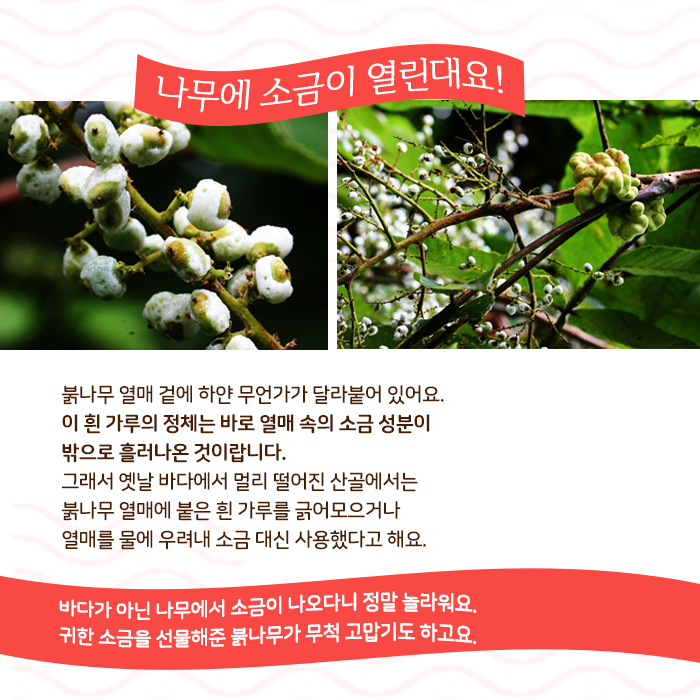 나무에 소금이 열린대요!
붉나무 열매 겉에 하얀 무언가가 달라붙어 있어요.
이 흰 가루의 정체는 바로 열매 속의 소금 성분이
밖으로 흘러나온 것이랍니다.
그래서 옛날 바다에서 멀리 떨어진 산골에서는
붉나무 열매에 붙은 흰 가루를 긁어모으거나
열매를 물에 우려내 소금 대신 사용했다고 해요.
바다가 아닌 나무에서 소금이 나오다니 정말 놀라워요.
귀한 소금을 선물해준 붉나무가 무척 고맙기도 하고요.